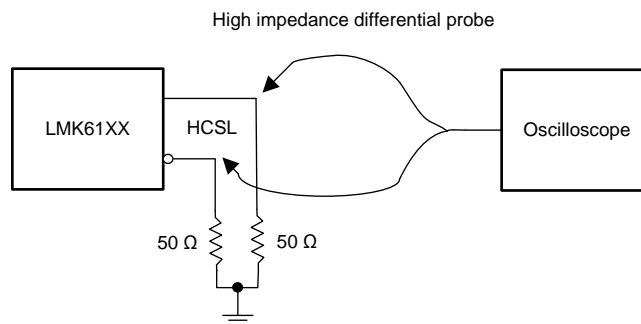 High impedance differential probe
LMK61XX
HCSL
Oscilloscope
50 Ω
50 Ω